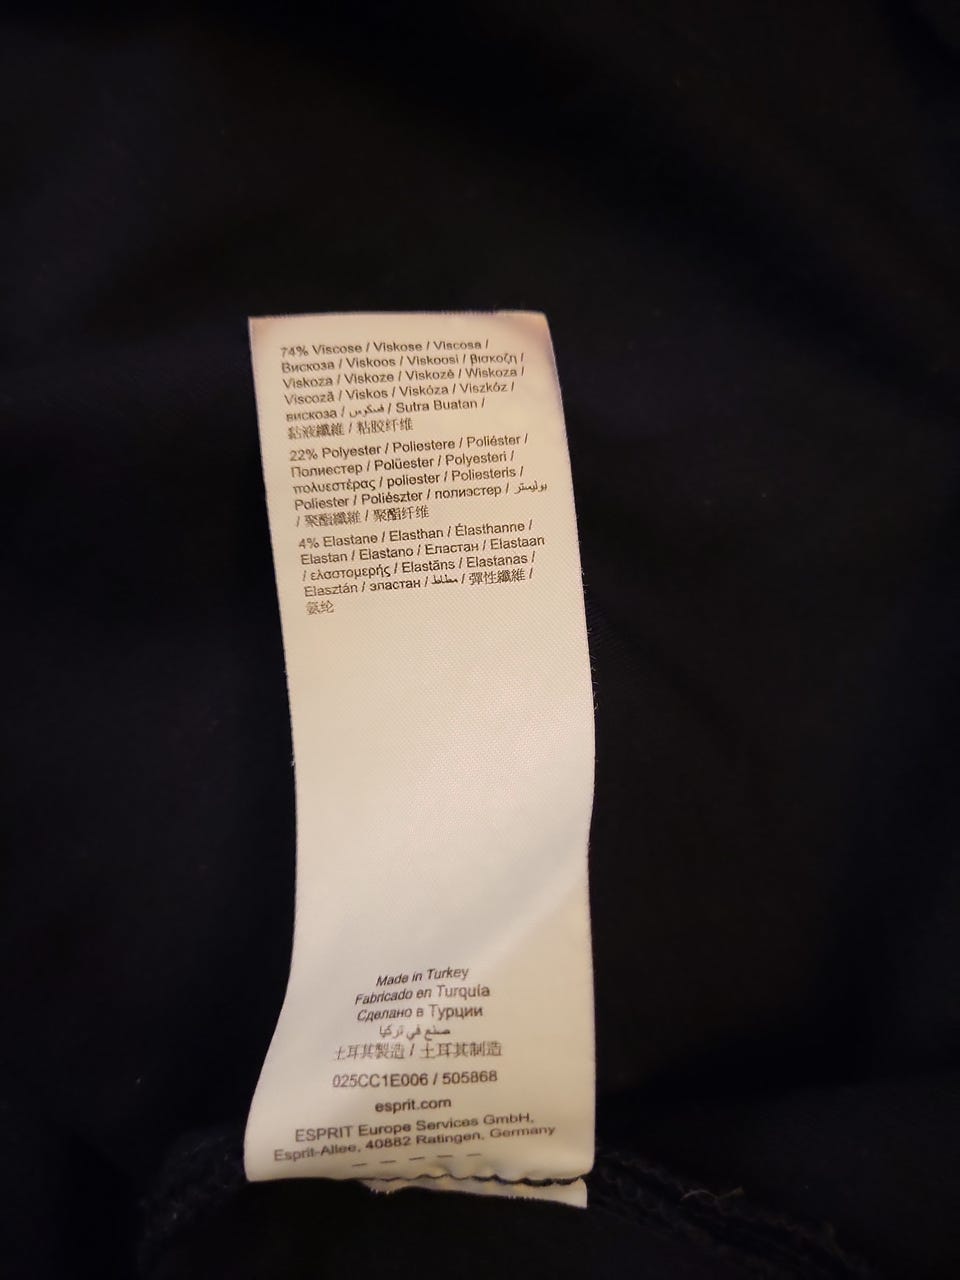 74% Viscose / Viskose / Viscosa /
Вискоза / Viskoos / Viskoosi / βισκοζη /
Viskoza / Viskoze / Viskozė / Wiskoza /
Viscoză / Viskos / Viskóza / Viszkóz /
вискоза / فسكوس / Sutra Buatan /
黏液纖維 / 粘胶纤维
22% Polyester / Poliestere / Poliéster /
Полиестер / Polüester / Polyesteri /
πολυεστέρας / poliester / Poliesteris /
Poliester / Poliészter / полиэстер / بوليستر
/ 聚酯纖維 / 聚酯纤维
4% Elastane / Elasthan / Élasthanne /
Elastan / Elastano / Еластан / Elastaan
/ ελαστομερής / Elastāns / Elastanas /
Elasztán / эластан / مطاط / 彈性纖維 /
氨纶
Made in Turkey
Fabricado en Turquía
Сделано в Турции
صنع في تركيا
土耳其製造 / 土耳其制造
025CC1E006 / 505868
esprit.com
ESPRIT Europe Services GmbH,
Esprit-Allee, 40882 Ratingen, Germany